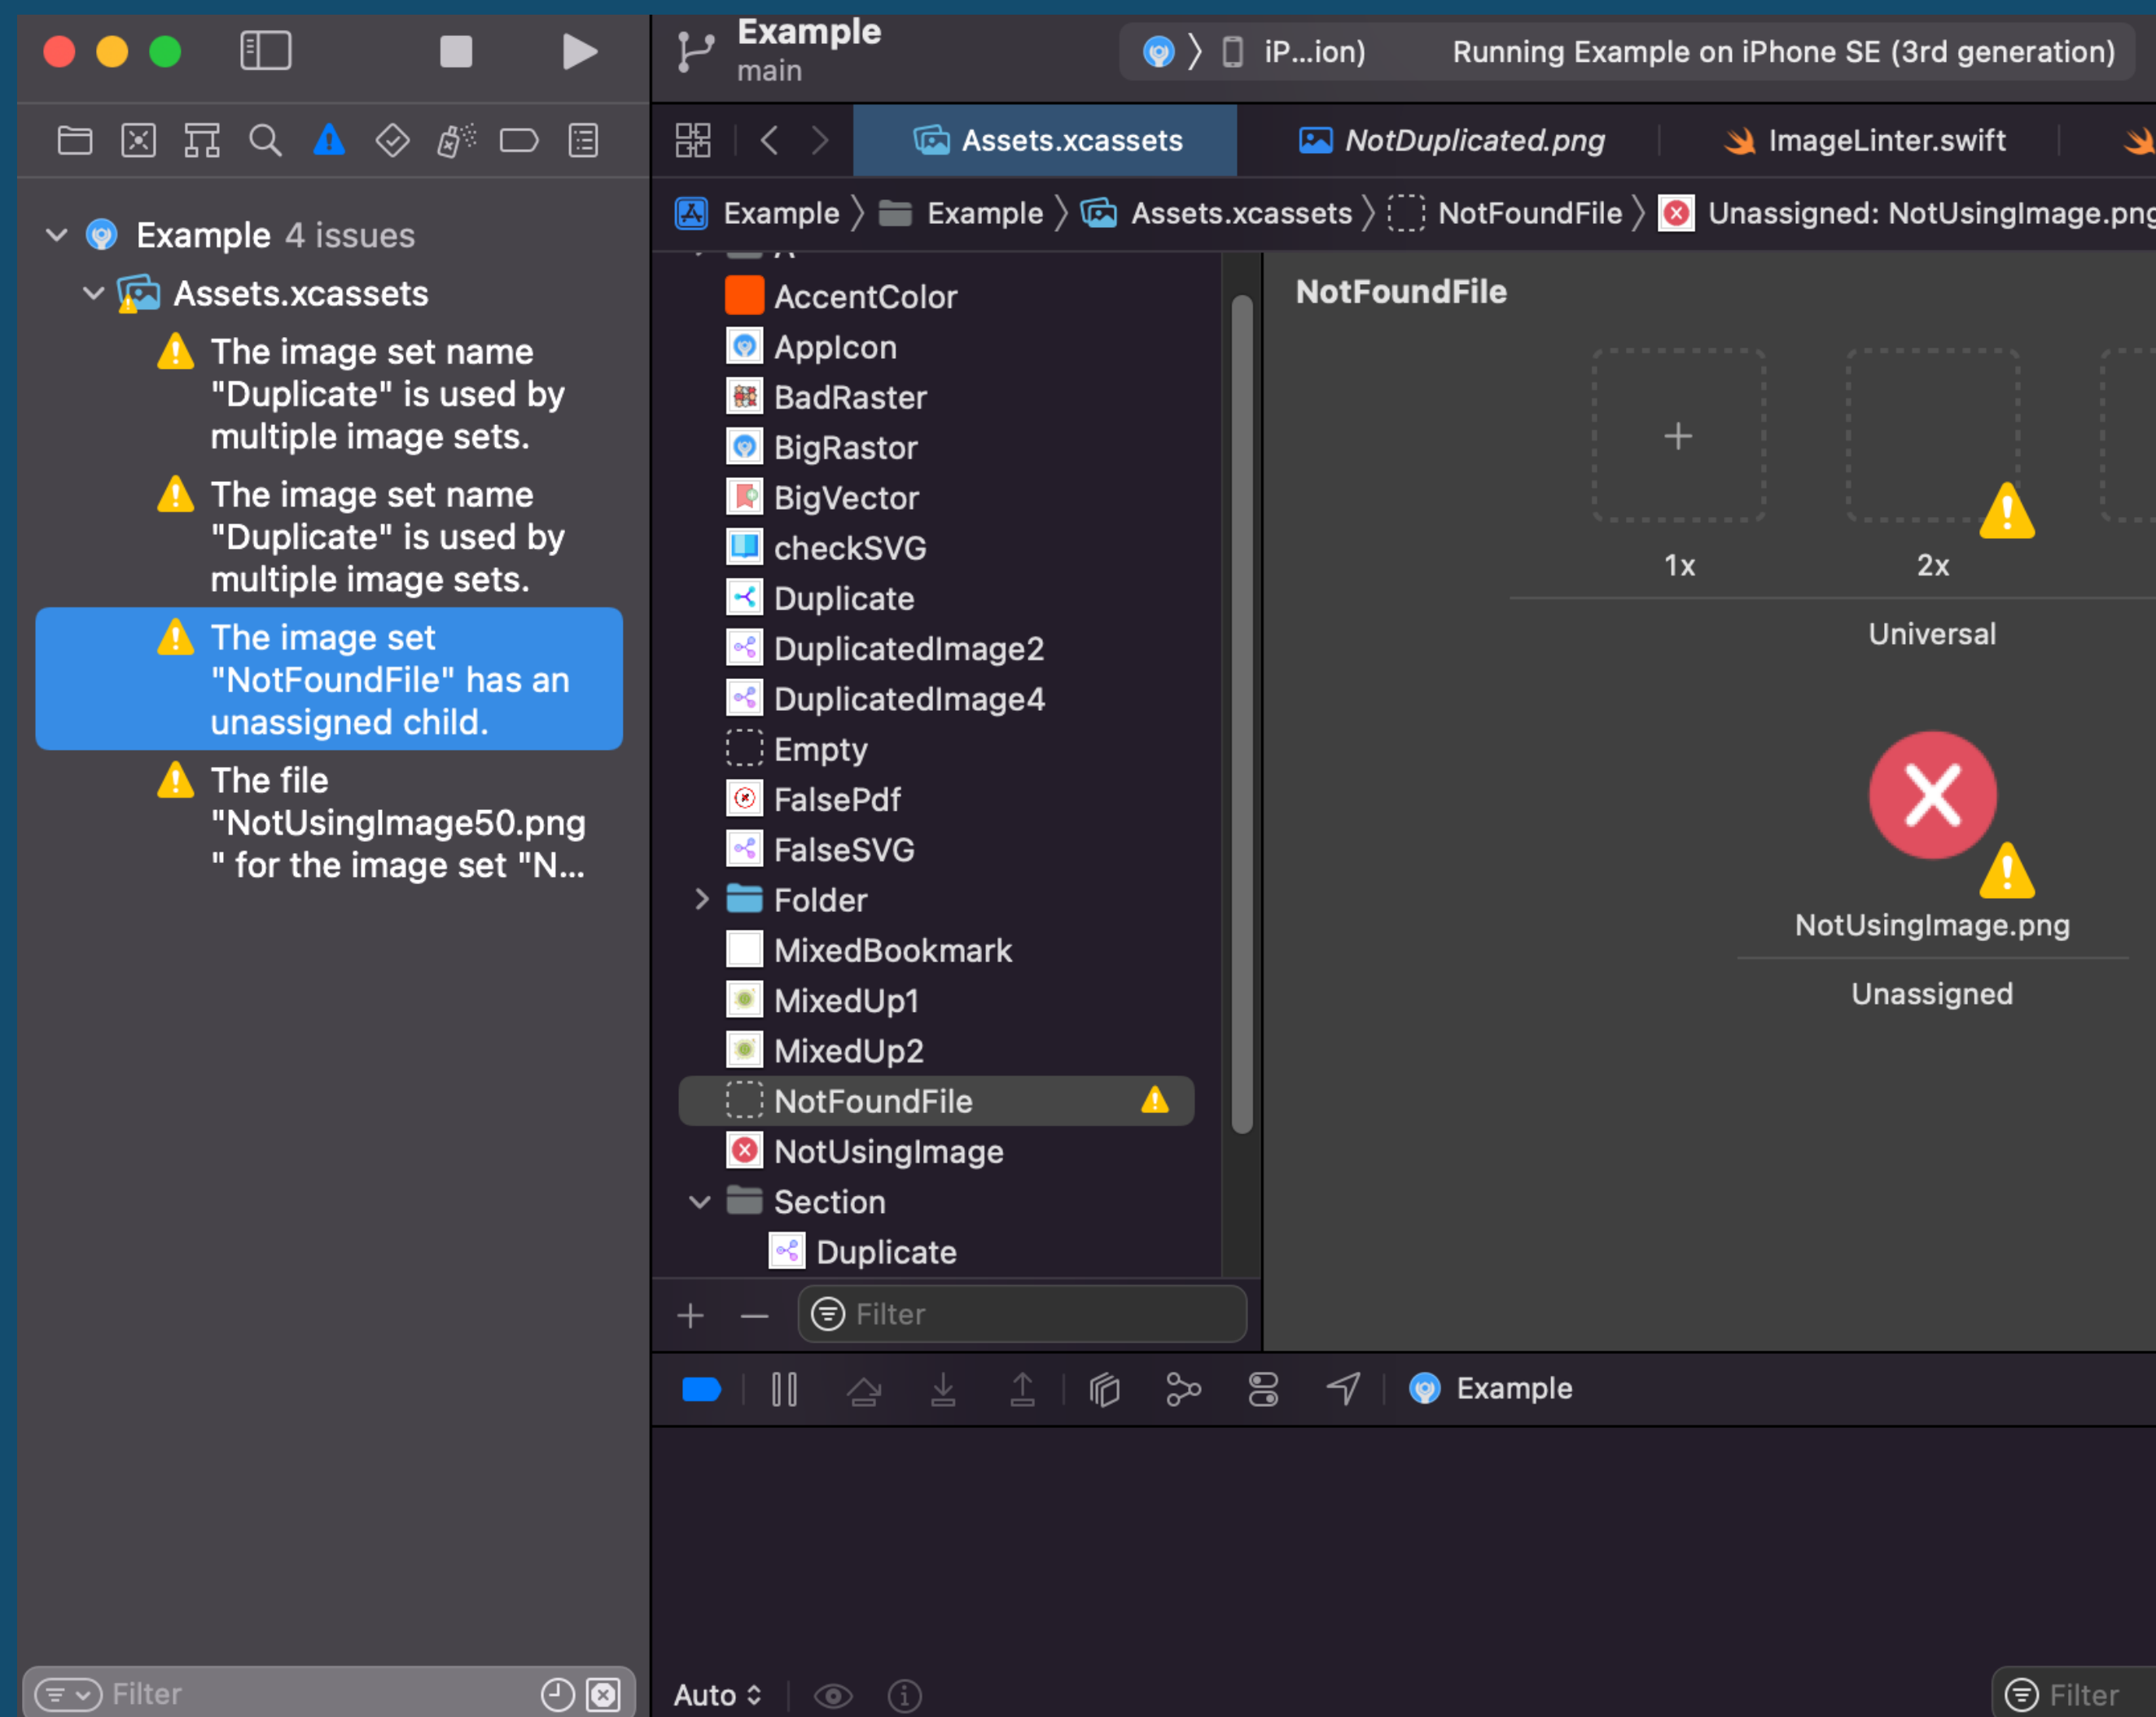 Example
main
iP...ion)
Running Example on iPhone SE (3rd generation)
Assets.xcassets
NotDuplicated.png
ImageLinter.swift
Example
Example
Assets.xcassets
NotFoundFile
Unassigned: NotUsingImage.png
Example 4 issues
Assets.xcassets
The image set name
"Duplicate" is used by
multiple image sets.
The image set name
"Duplicate" is used by
multiple image sets.
The image set
"NotFoundFile" has an
unassigned child.
The file
"NotUsingImage50.png
" for the image set "N...
Filter
AccentColor
AppIcon
BadRaster
BigRastor
BigVector
checkSVG
Duplicate
DuplicatedImage2
DuplicatedImage4
Empty
FalsePdf
FalseSVG
Folder
MixedBookmark
MixedUp1
MixedUp2
NotFoundFile
NotUsingImage
Section
Duplicate
Filter
NotFoundFile
1x
2x
Universal
NotUsingImage.png
Unassigned
Example
Auto
Filter